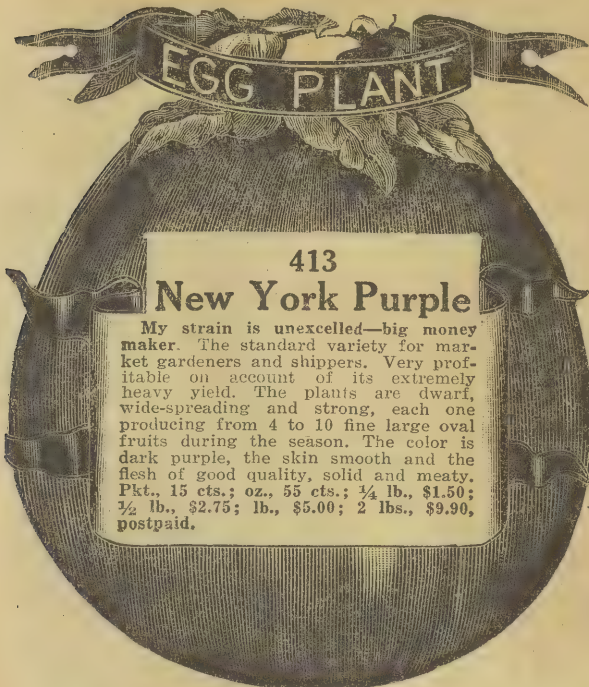 EGG PLANT
413
New York Purple
My strain is unexcelled—big money
maker. The standard variety for mar-
ket gardeners and shippers. Very prof-
itable on account of its extremely
heavy yield. The plants are dwarf,
wide-spreading and strong, each one
producing from 4 to 10 fine large oval
fruits during the season. The color is
dark purple, the skin smooth and the
flesh of good quality, solid and meaty.
Pkt., 15 cts.; oz., 55 cts.; ¼ lb., $1.50;
½ lb., $2.75; lb., $5.00; 2 lbs., $9.90,
postpaid.